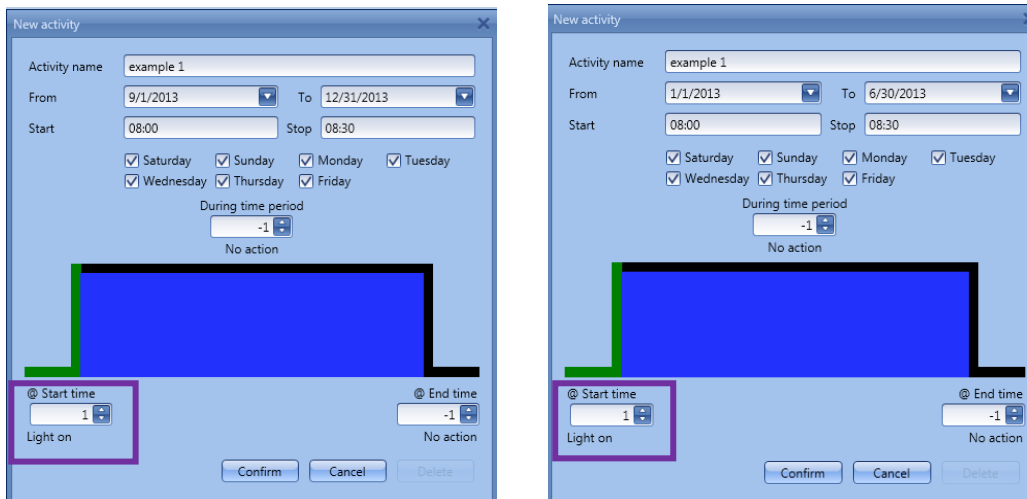 New activity
Activity name example 1
From 9/1/2013 To 12/31/2013
Start 08:00 Stop 08:30
Saturday Sunday Monday Tuesday
Wednesday Thursday Friday
During time period
-1
No action
@ Start time @ End time
1 -1
Light on No action
Confirm Cancel Delete
New activity
Activity name example 1
From 1/1/2013 To 6/30/2013
Start 08:00 Stop 08:30
Saturday Sunday Monday Tuesday
Wednesday Thursday Friday
During time period
-1
No action
@ Start time @ End time
1 -1
Light on No action
Confirm Cancel Delete